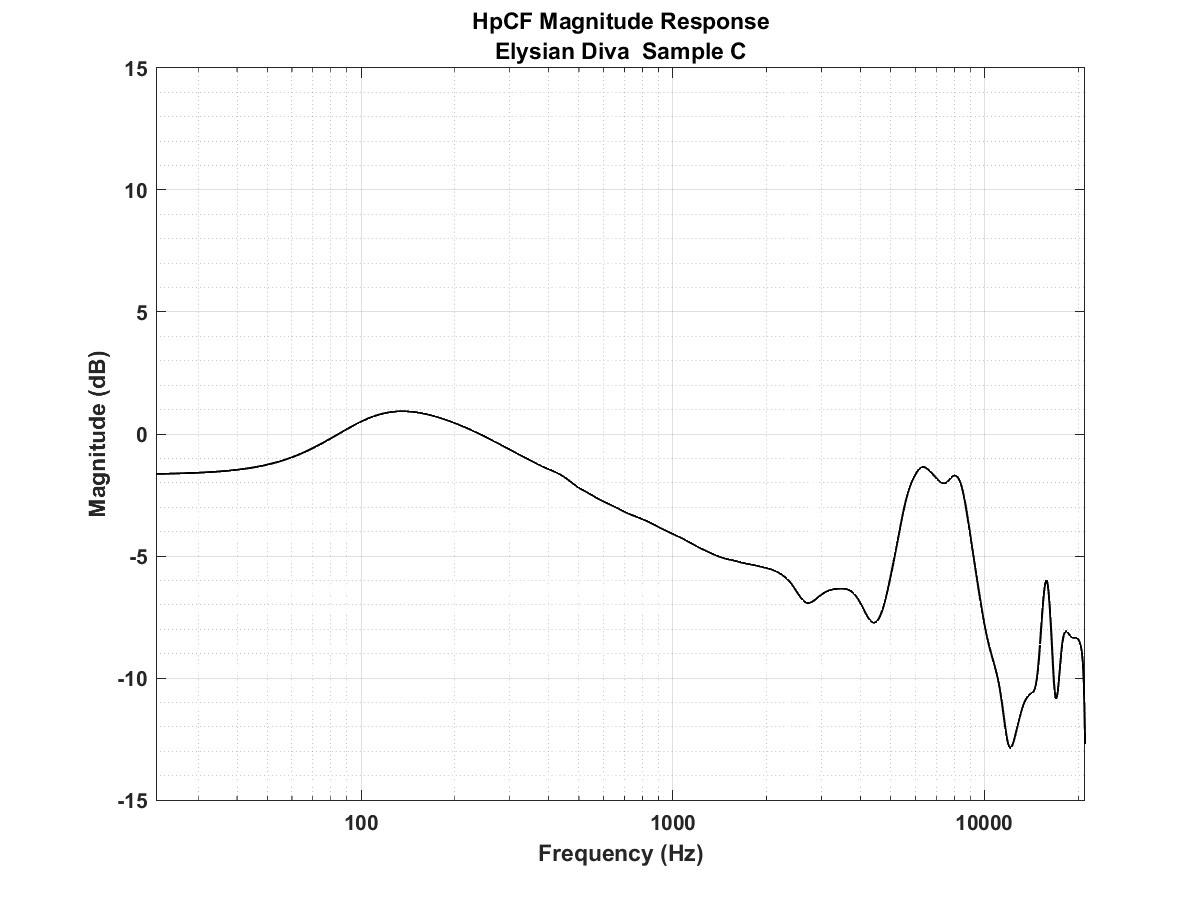 HpCF Magnitude Response
Elysian Diva  Sample C
15
10
5
0
-5
-10
-15
Magnitude (dB)
100
1000
10000
Frequency (Hz)